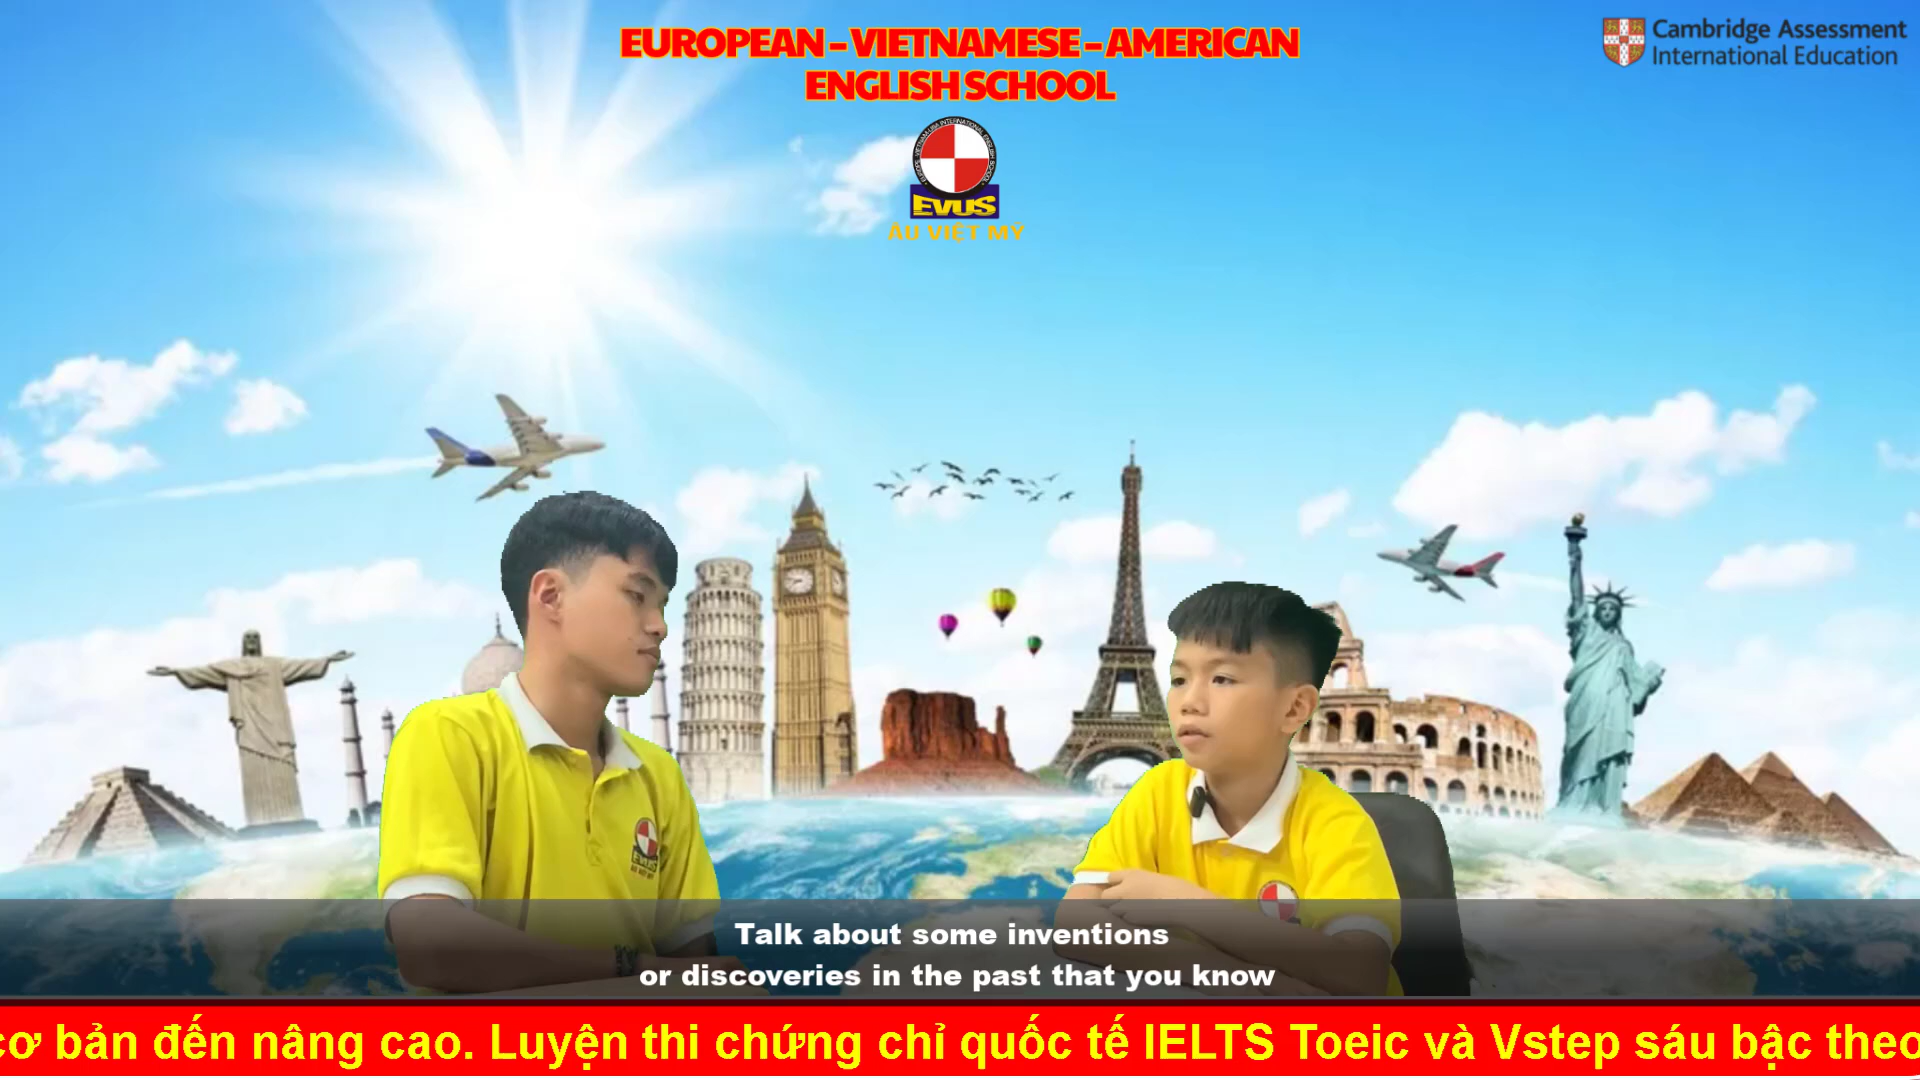 EUROPEAN - VIETNAMESE - AMERICAN
ENGLISH SCHOOL
Cambridge Assessment
International Education
EVUS
ÂU VIỆT MỸ
EVUS
Talk about some inventions
or discoveries in the past that you know
cơ bản đến nâng cao. Luyện thi chứng chỉ quốc tế IELTS Toeic và Vstep sáu bậc theo